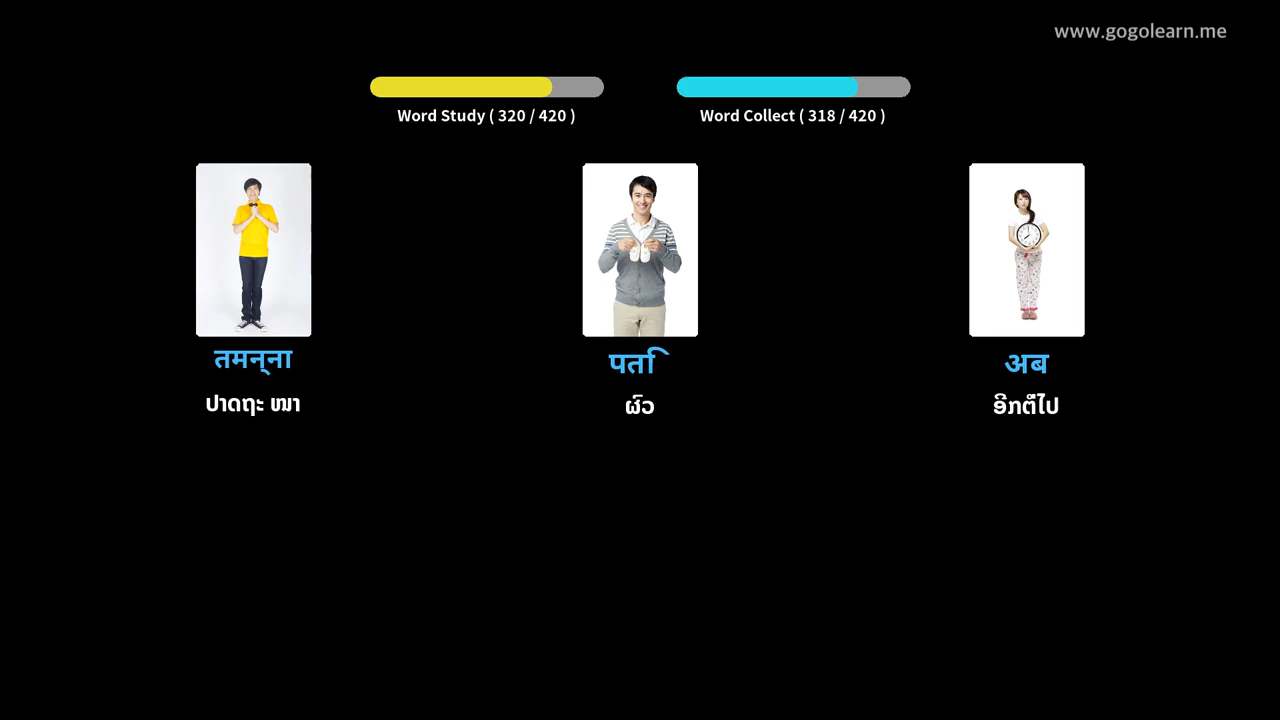 www.gogolearn.me
Word Study ( 320 / 420 )
Word Collect ( 318 / 420 )
तमन्ना
पति
अब
ປາດຖະ ໜາ
ຜົວ
ອີກຕໍ່ໄປ